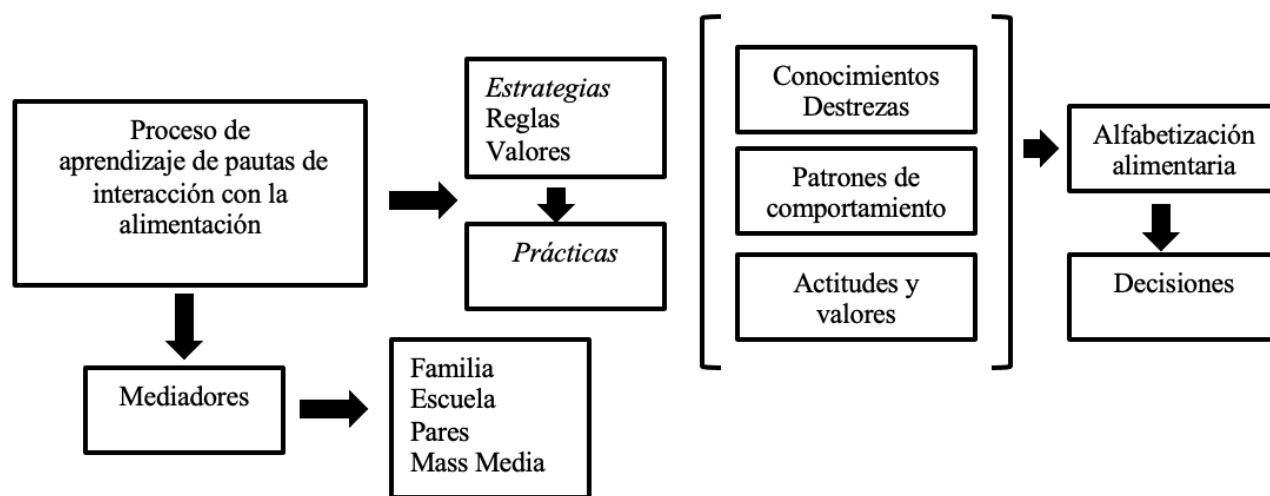 Proceso de
aprendizaje de pautas de
interacción con la
alimentación
Mediadores
Familia
Escuela
Pares
Mass Media
Estrategias
Reglas
Valores
Prácticas
Conocimientos
Destrezas
Patrones de
comportamiento
Actitudes y
valores
Alfabetización
alimentaria
Decisiones